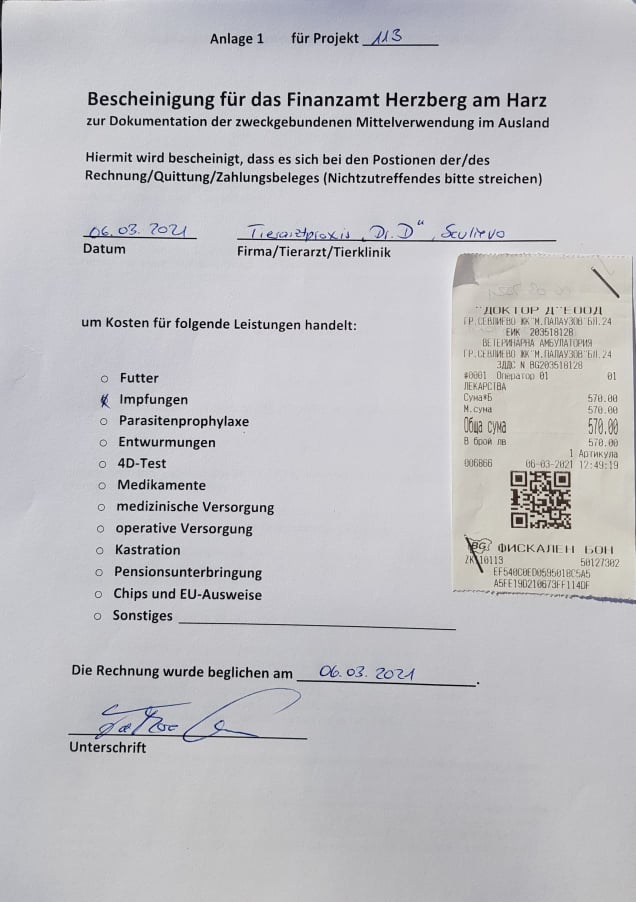 Anlage 1 für Projekt 113
Bescheinigung für das Finanzamt Herzberg am Harz
zur Dokumentation der zweckgebundenen Mittelverwendung im Ausland
Hiermit wird bescheinigt, dass es sich bei den Postionen der/des
Rechnung/Quittung/Zahlungsbeleges (Nichtzutreffendes bitte streichen)
06.03.2021 Tierarztpraxis „Dr. D“, Sevlievo
Datum Firma/Tierarzt/Tierklinik
um Kosten für folgende Leistungen handelt:
Futter
Impfungen
Parasitenprophylaxe
Entwurmungen
4D-Test
Medikamente
medizinische Versorgung
operative Versorgung
Kastration
Pensionsunterbringung
Chips und EU-Ausweise
Sonstiges
Die Rechnung wurde beglichen am 06.03.2021.
Unterschrift
"ДОКТОР Д"ЕООД
ГР.СЕВЛИЕВО ЖК"М.ПАЛАУЗОВ"БЛ.24
ЕИК 203518128
ВЕТЕРИНАРНА АМБУЛАТОРИЯ
ГР.СЕВЛИЕВО ЖК"М.ПАЛАУЗОВ"БЛ.24
ЗДДС N BG203518128
#0001 Оператор 01 01
ЛЕКАРСТВА
Сума*Б 570.00
М.сума 570.00
Обща сума 570.00
В брой лв 570.00
1 Артикула
006866 06-03-2021 12:49:19
BG ФИСКАЛЕН БОН
50127302